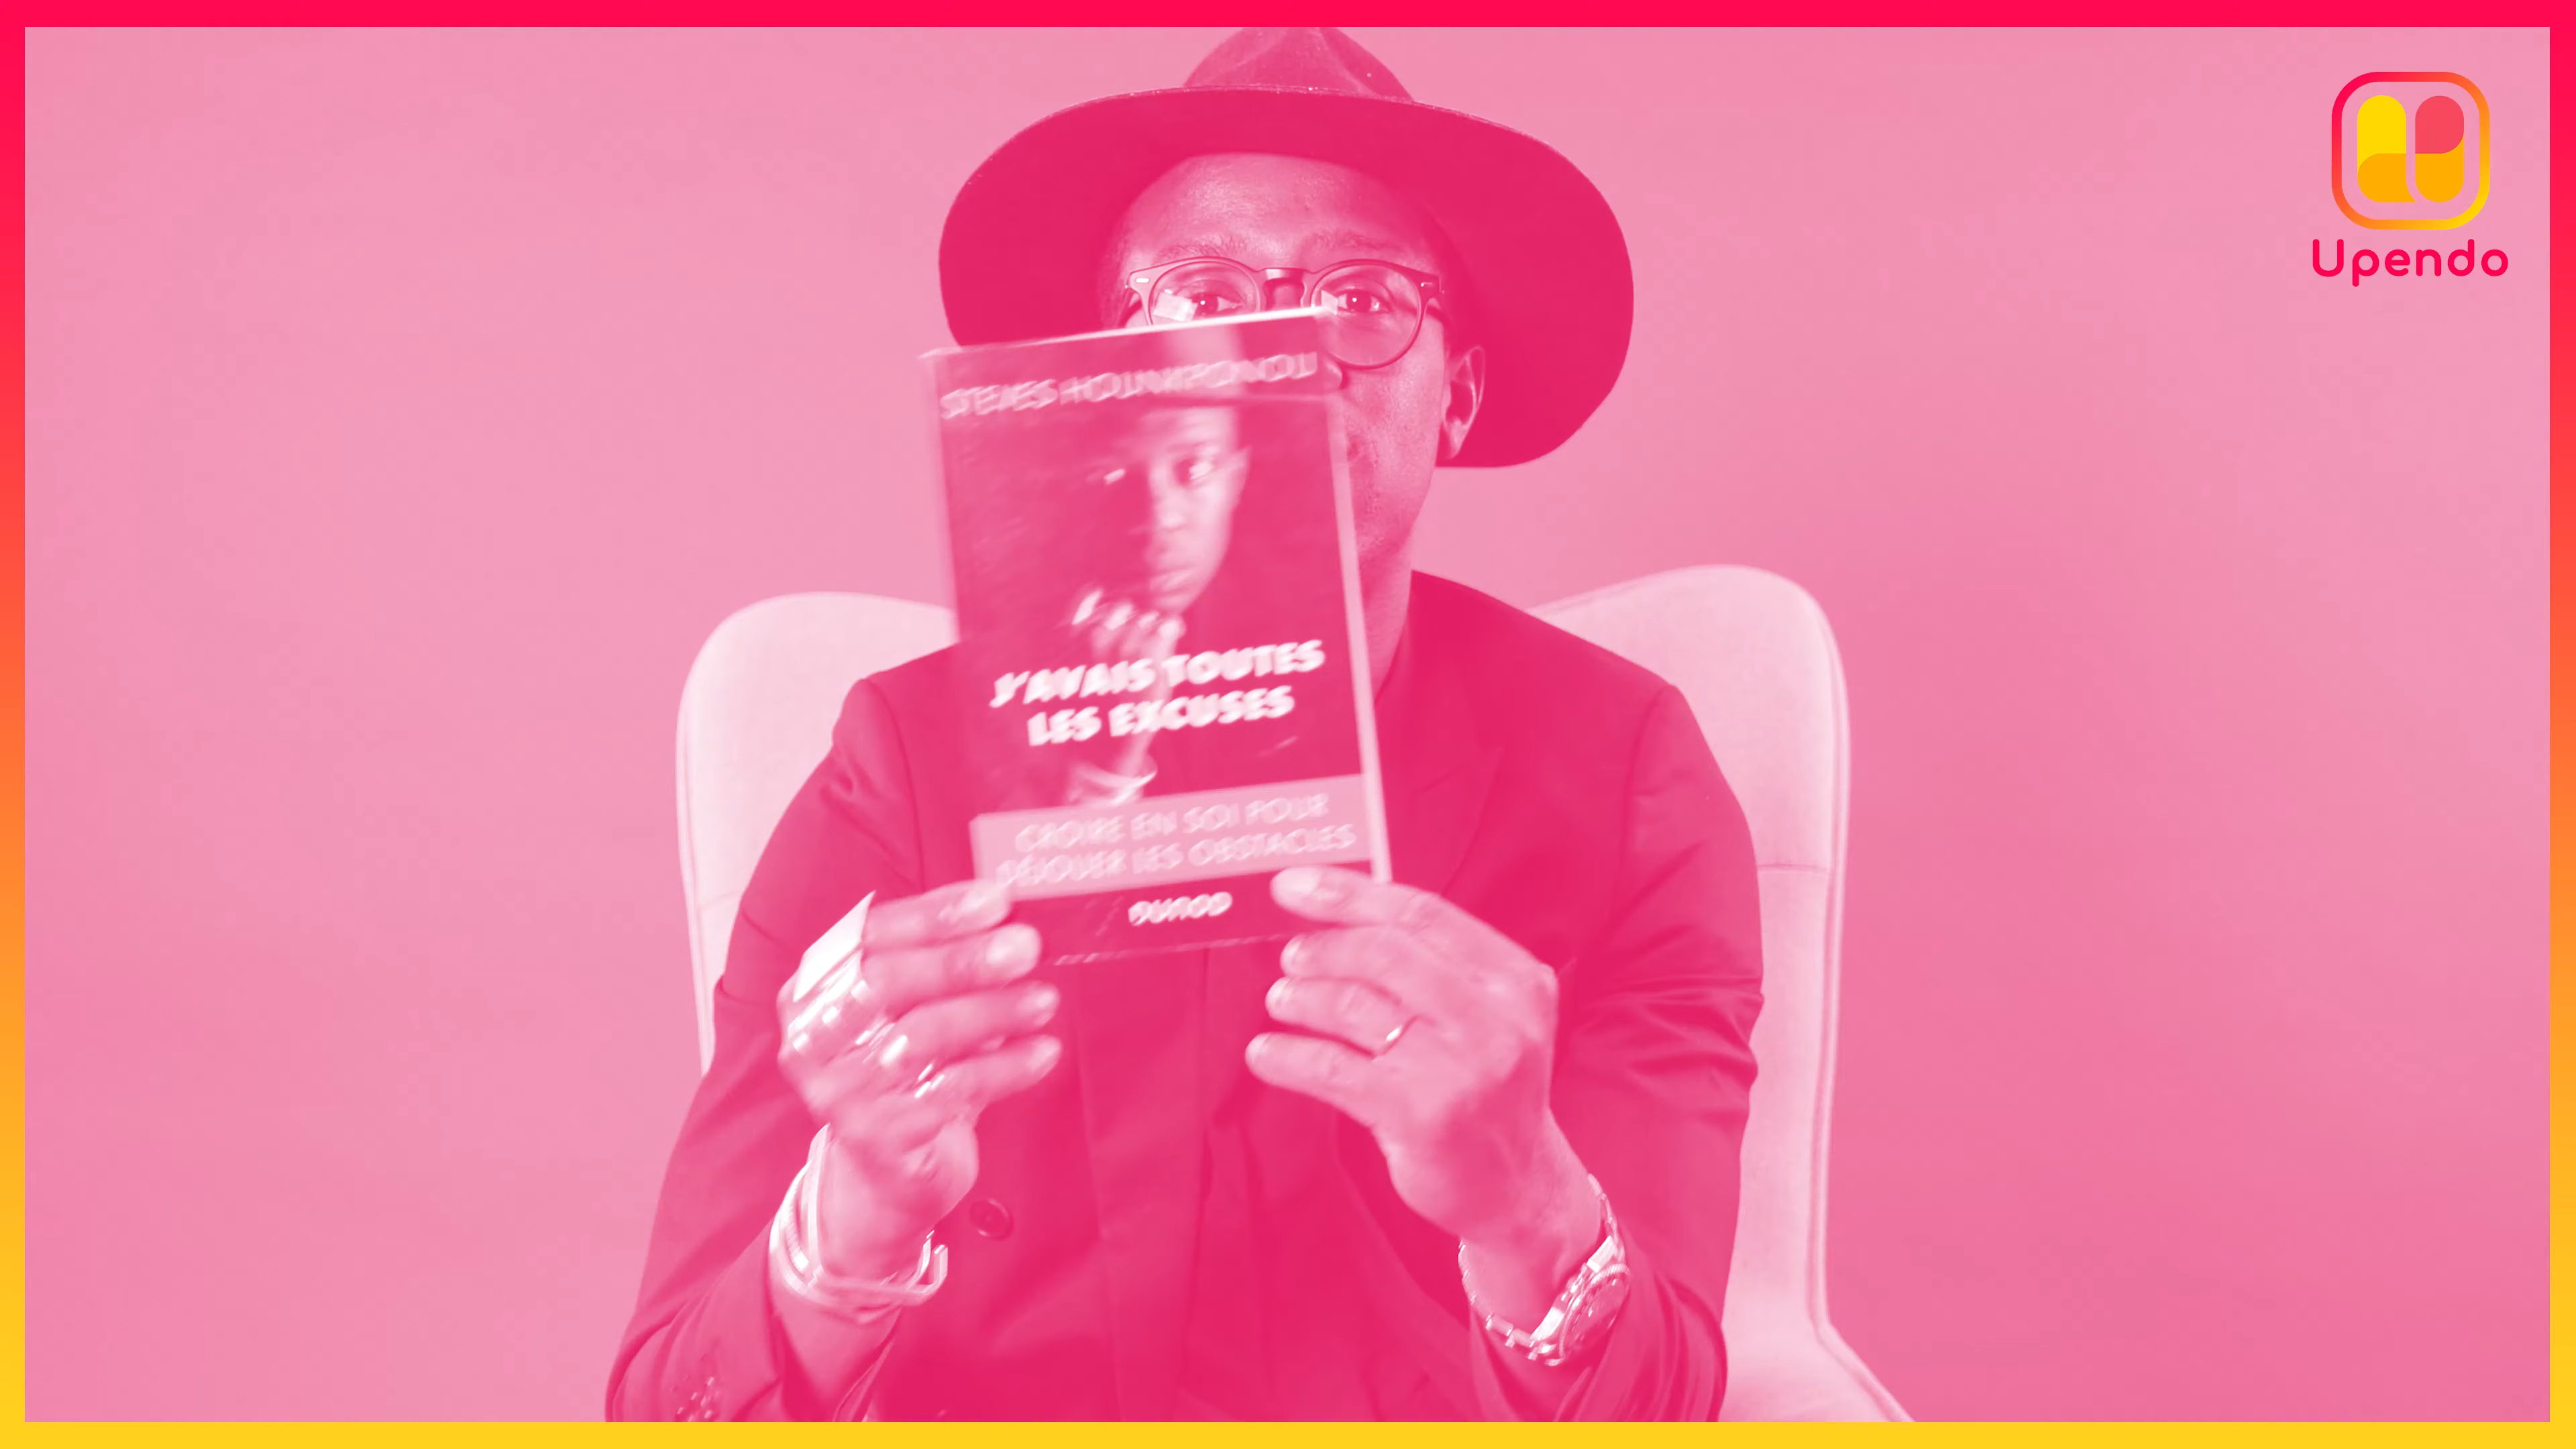 Upendo
STEVES HOUNKPONOU
J'AVAIS TOUTES
LES EXCUSES
CROIRE EN SOI POUR
DÉJOUER LES OBSTACLES
DUNOD